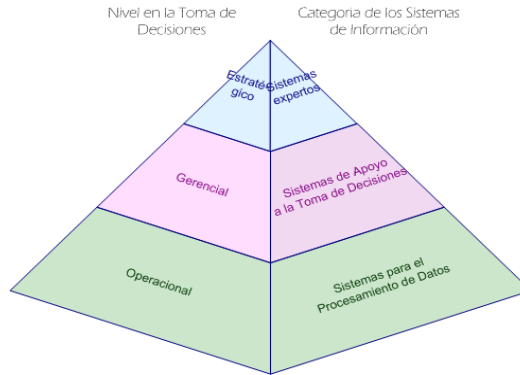 Nivel en la Toma de
Decisiones
Categoria de los Sistemas
de Información
Estraté
gico
Sistemas
expertos
Gerencial
Sistemas de Apoyo
a la Toma de Decisiones
Operacional
Sistemas para el
Procesamiento de Datos